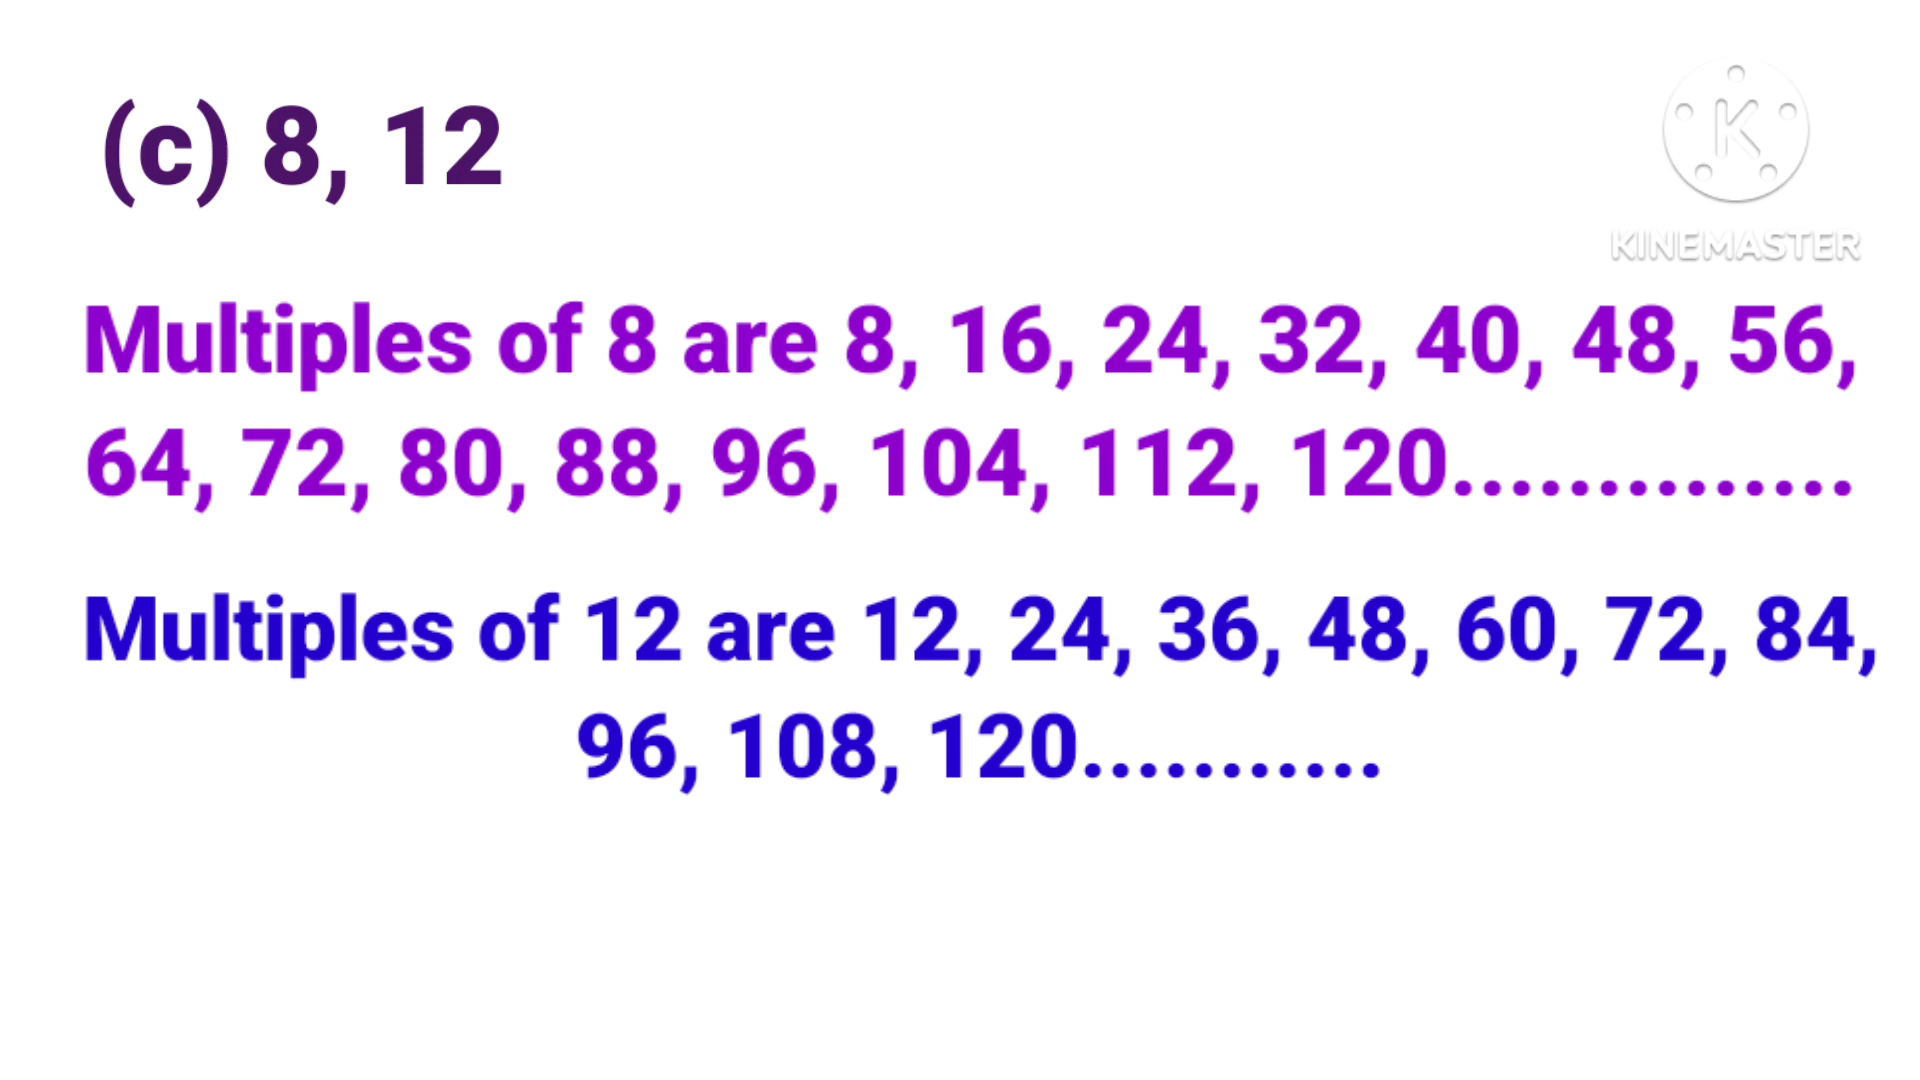 (c) 8, 12
K
KINEMASTER
Multiples of 8 are 8, 16, 24, 32, 40, 48, 56,
64, 72, 80, 88, 96, 104, 112, 120..............
Multiples of 12 are 12, 24, 36, 48, 60, 72, 84,
96, 108, 120...........